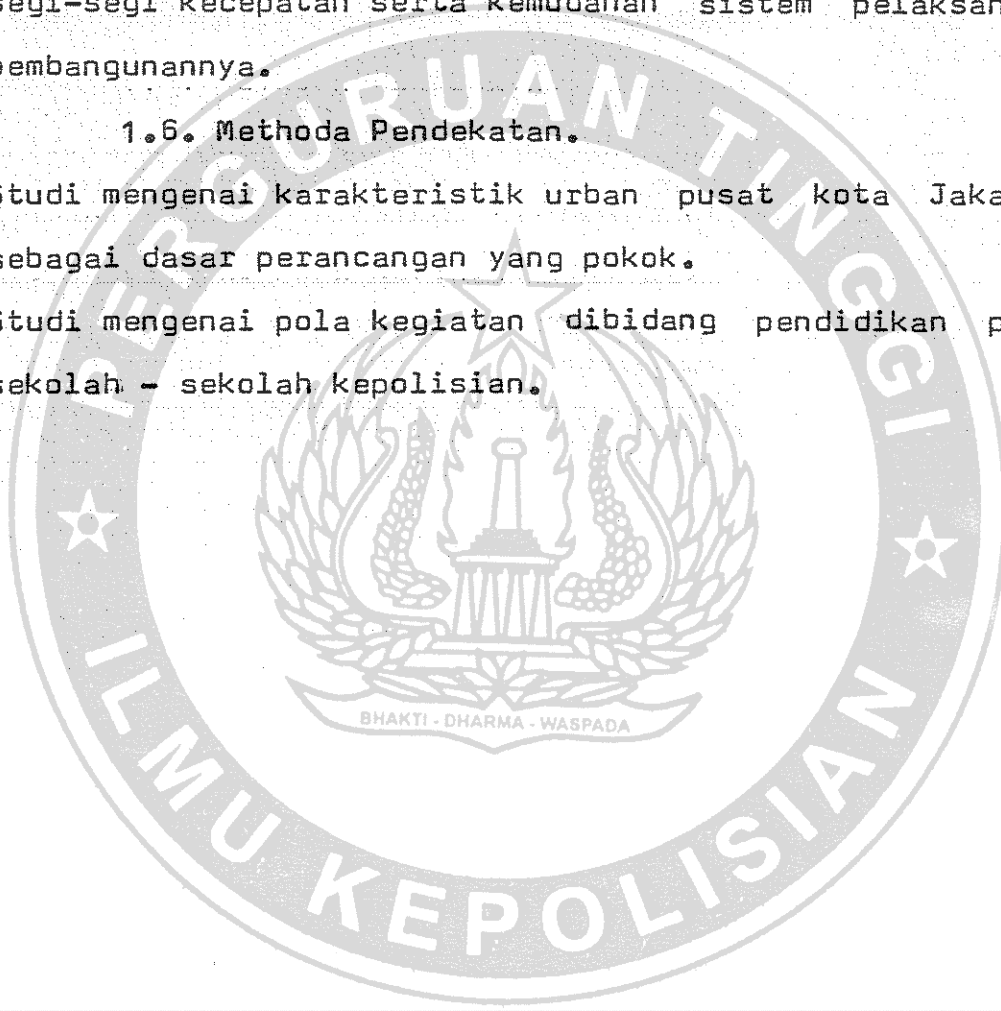 segi-segi kecepatan serta kemudahan sistem
pembangunannya.
1.6. Methoda Pendekatan.
Studi mengenai karakteristik urban pusat kota
sebagai dasar perancangan yang pokok.
Studi mengenai pola kegiatan dibidang pendidikan
sekolah - sekolah kepolisian.
PERGURUAN TINGGI
BHAKTI - DHARMA - WASPADA
ILMU KEPOLISIAN